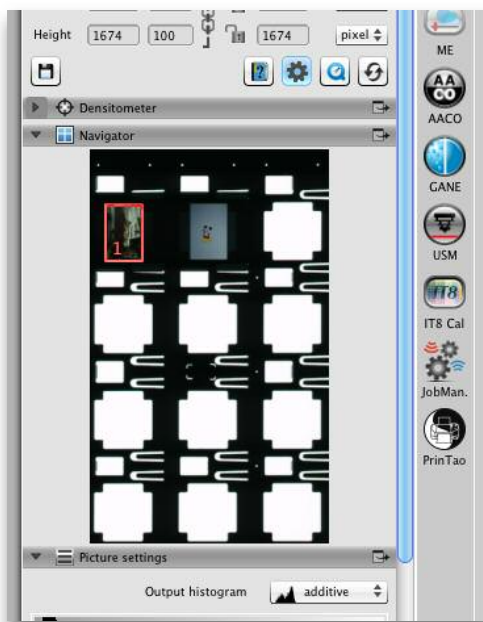 Height 1674 100 1674 pixel
ME
Densitometer
AACO
Navigator
GANE
1
USM
IT8
IT8 Cal
JobMan.
PrinTao
Picture settings
Output histogram additive